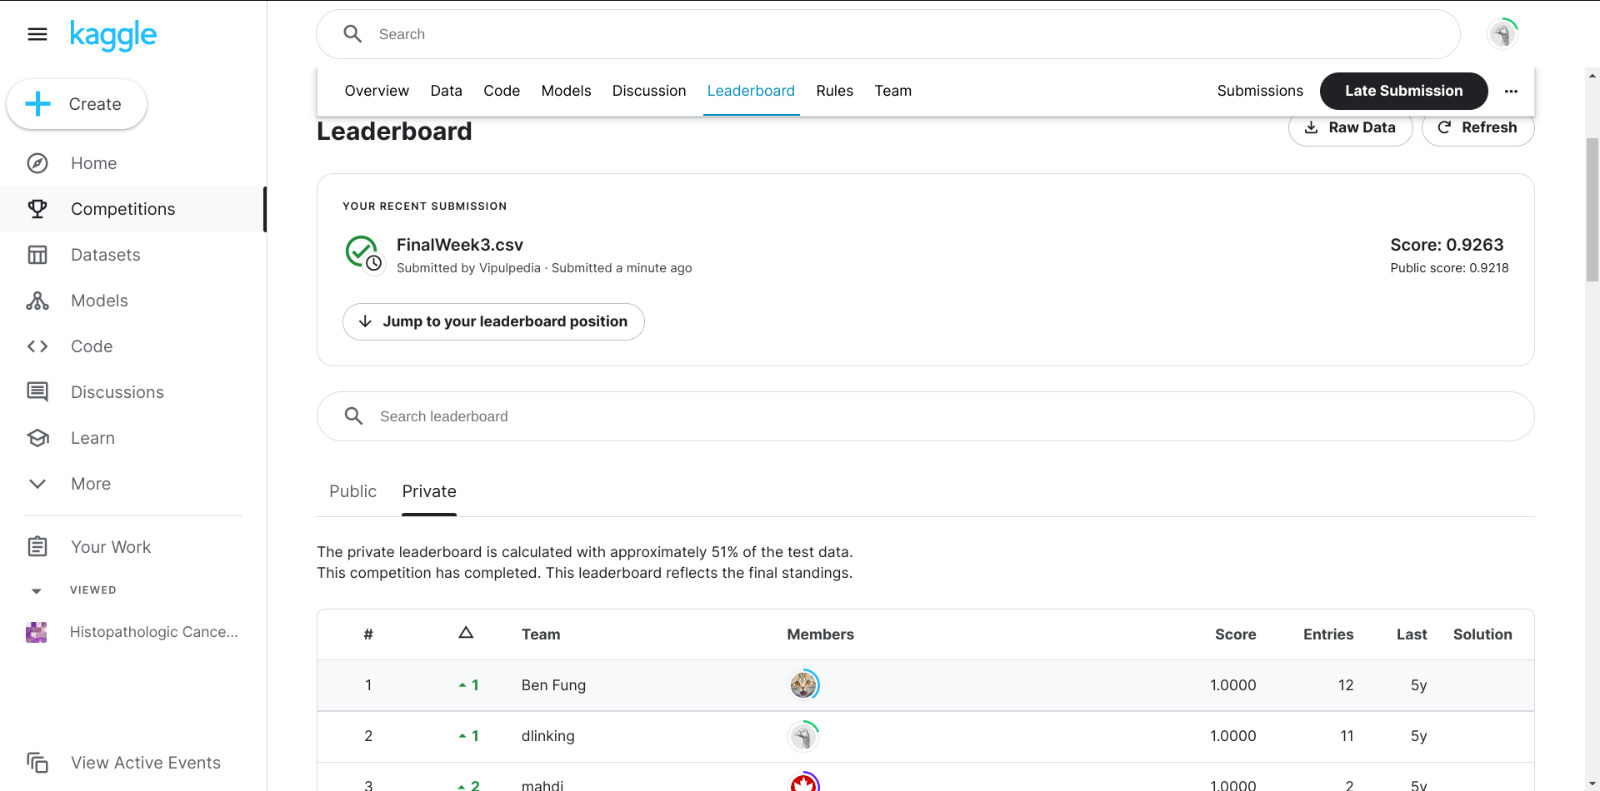 kaggle
Search
Create
Home
Competitions
Datasets
Models
Code
Discussions
Learn
More
Your Work
VIEWED
Histopathologic Cance...
View Active Events
Overview Data Code Models Discussion Leaderboard Rules Team Submissions Late Submission ...
Leaderboard Raw Data Refresh
YOUR RECENT SUBMISSION
FinalWeek3.csv Score: 0.9263
Submitted by Vipulpedia · Submitted a minute ago Public score: 0.9218
Jump to your leaderboard position
Search leaderboard
Public Private
The private leaderboard is calculated with approximately 51% of the test data.
This competition has completed. This leaderboard reflects the final standings.
# △ Team Members Score Entries Last Solution
1 1 Ben Fung 1.0000 12 5y
2 1 dlinking 1.0000 11 5y
3 2 mahdi 1.0000 2 5y